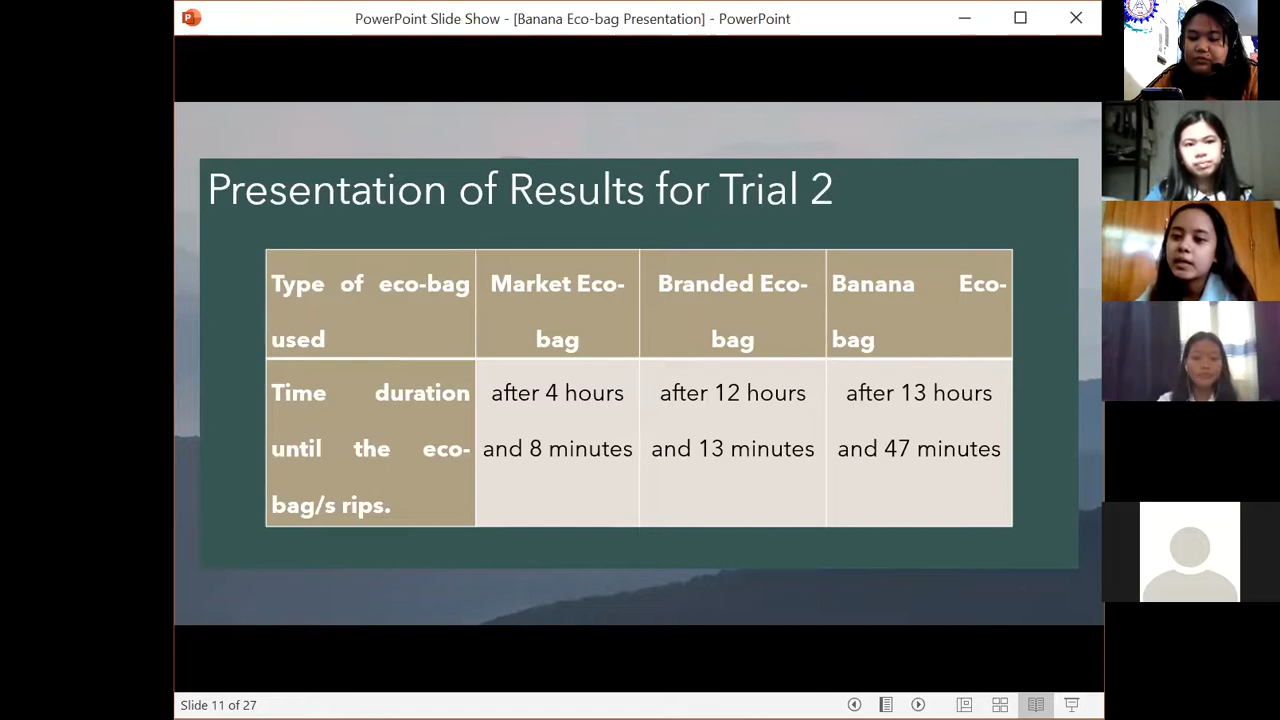 PowerPoint Slide Show - [Banana Eco-bag Presentation] - PowerPoint
Presentation of Results for Trial 2
Type of eco-bag used
Market Eco-bag
Branded Eco-bag
Banana Eco-bag
Time duration until the eco-bag/s rips.
after 4 hours and 8 minutes
after 12 hours and 13 minutes
after 13 hours and 47 minutes
Slide 11 of 27